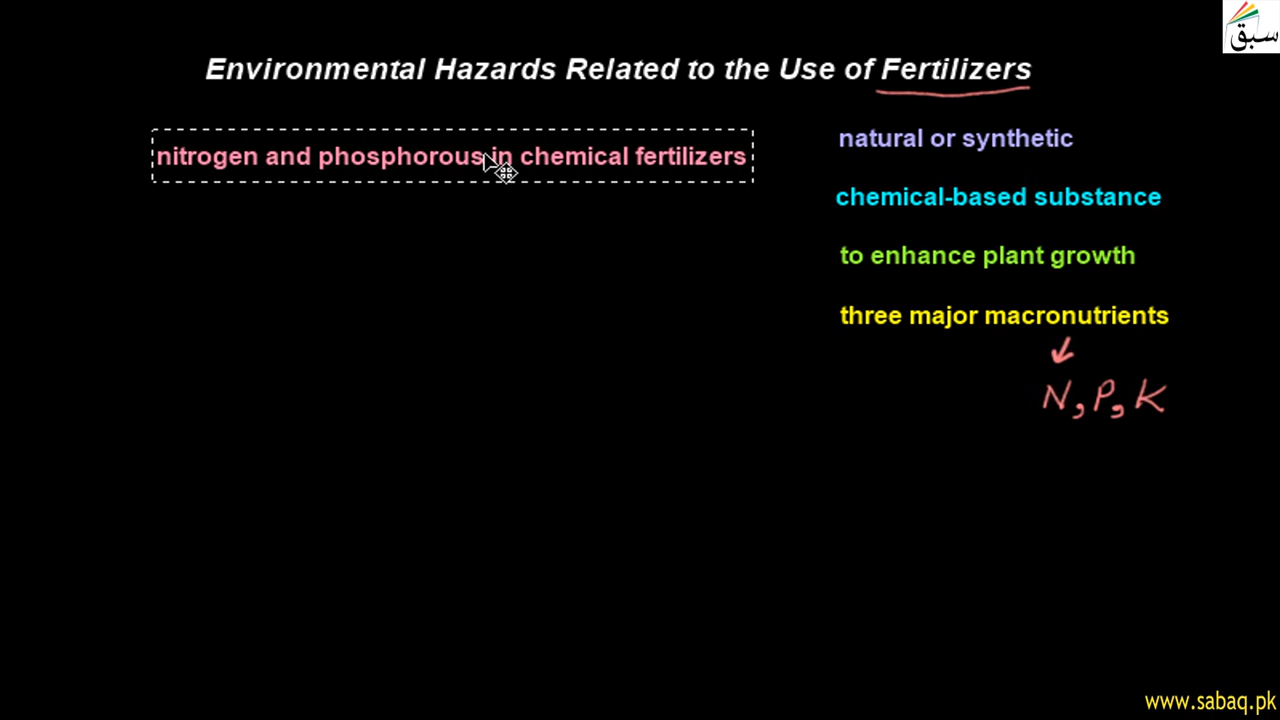 سبق
Environmental Hazards Related to the Use of Fertilizers
nitrogen and phosphorous in chemical fertilizers
natural or synthetic
chemical-based substance
to enhance plant growth
three major macronutrients
N, P, K
www.sabaq.pk